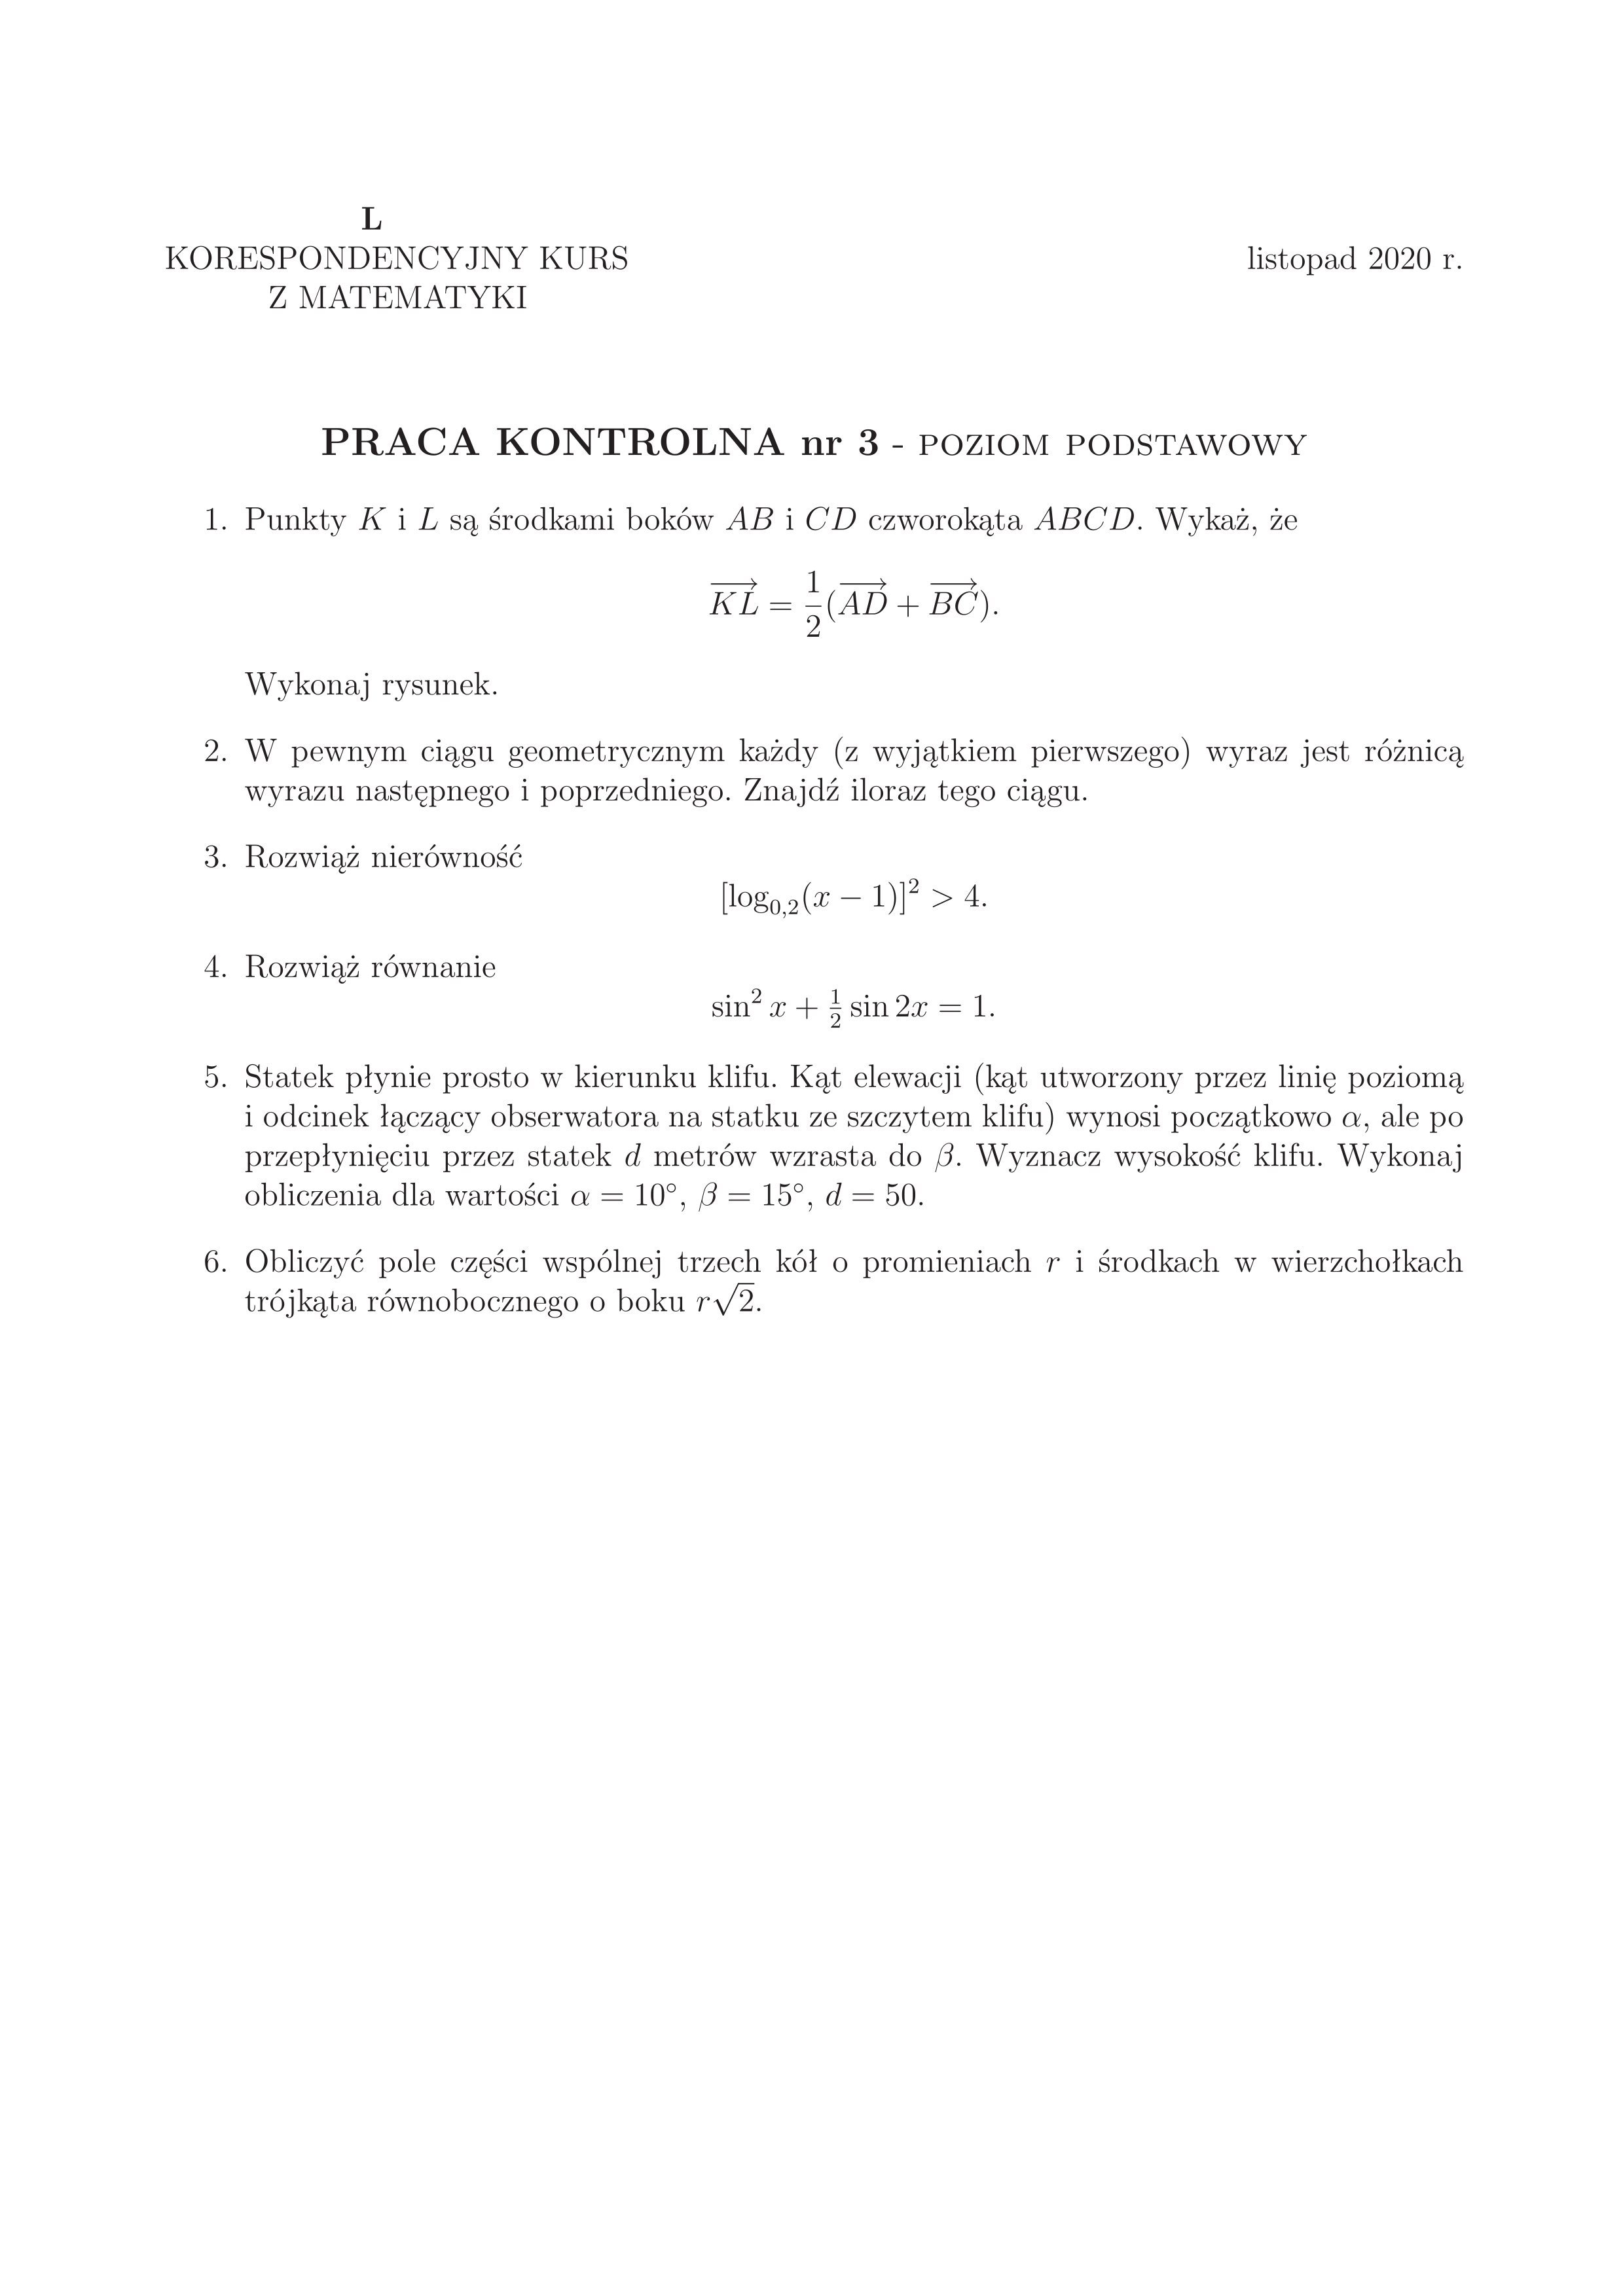 L
KORESPONDENCYJNY KURS
listopad 2020 r.
Z MATEMATYKI
PRACA KONTROLNA nr 3 - POZIOM PODSTAWOWY
1. Punkty K i L są środkami boków AB i CD czworokąta ABCD. Wykaż, że
$\overrightarrow{KL} = \frac{1}{2}(\overrightarrow{AD} + \overrightarrow{BC}).$
Wykonaj rysunek.
2. W pewnym ciągu geometrycznym każdy (z wyjątkiem pierwszego) wyraz jest różnicą
wyrazu następnego i poprzedniego. Znajdź iloraz tego ciągu.
3. Rozwiąż nierówność
$[\log_{0,2}(x - 1)]^2 > 4.$
4. Rozwiąż równanie
$\sin^2 x + \frac{1}{2} \sin 2x = 1.$
5. Statek płynie prosto w kierunku klifu. Kąt elewacji (kąt utworzony przez linię poziomą
i odcinek łączący obserwatora na statku ze szczytem klifu) wynosi początkowo α, ale po
przepłynięciu przez statek d metrów wzrasta do β. Wyznacz wysokość klifu. Wykonaj
obliczenia dla wartości α = 10°, β = 15°, d = 50.
6. Obliczyć pole części wspólnej trzech kół o promieniach r i środkach w wierzchołkach
trójkąta równobocznego o boku r√2.